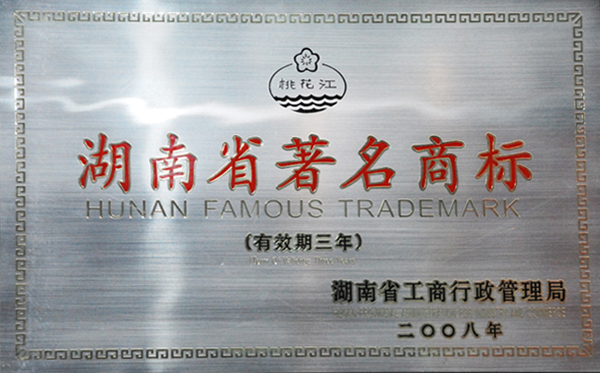 桃花江
湖南省著名商标
HUNAN FAMOUS TRADEMARK
(有效期三年)
湖南省工商行政管理局
二〇〇八年